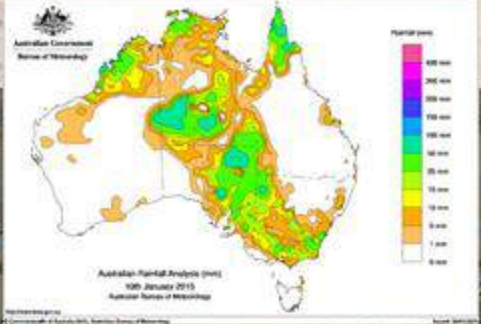 Australian Government
Bureau of Meteorology
Rainfall (mm)
400 mm
300 mm
200 mm
150 mm
100 mm
50 mm
25 mm
15 mm
10 mm
5 mm
1 mm
0 mm
Australian Rainfall Analysis (mm)
January 2015
Australian Bureau of Meteorology